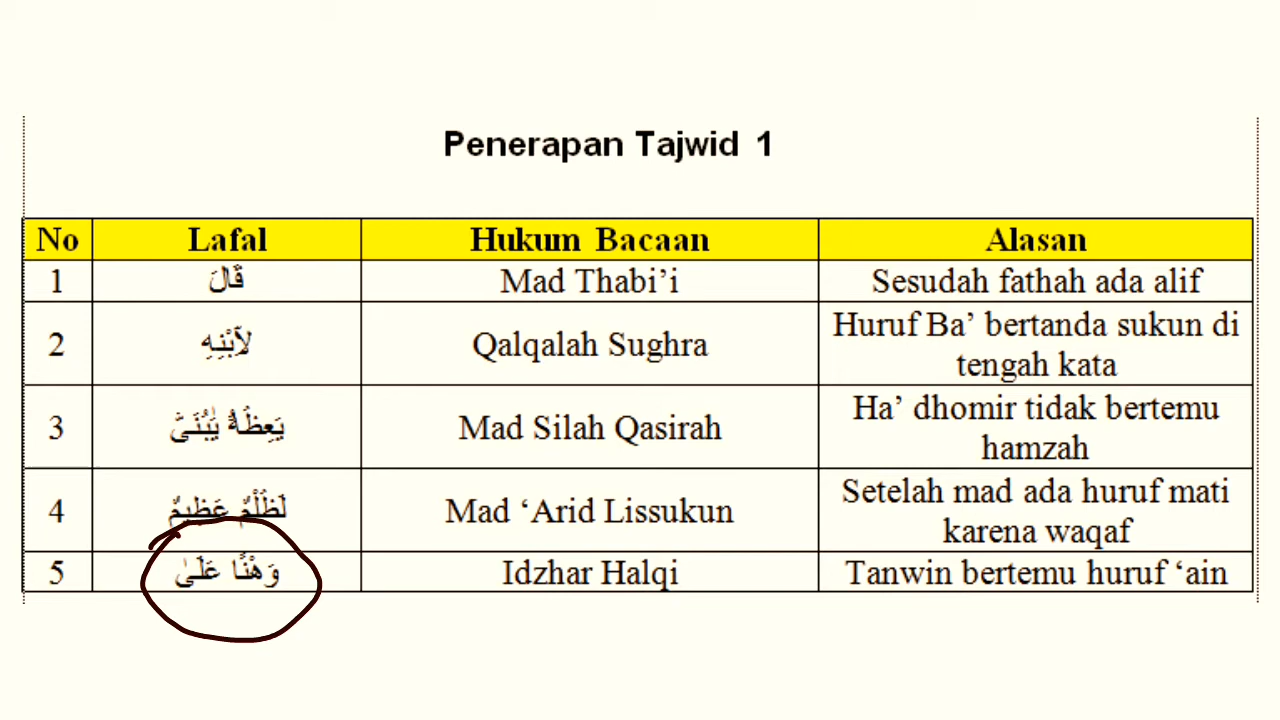 Penerapan Tajwid 1
No Lafal Hukum Bacaan Alasan
1 قَالَ Mad Thabi’i Sesudah fathah ada alif
2 لِٱبْنِهِ Qalqalah Sughra Huruf Ba’ bertanda sukun di
tengah kata
3 يَعِظُهُۥ يَٰبُنَىَّ Mad Silah Qasirah Ha’ dhomir tidak bertemu
hamzah
4 لَظُلْمٌ عَظِيمٌ Mad ‘Arid Lissukun Setelah mad ada huruf mati
karena waqaf
5 وَهْنًا عَلَىٰ Idzhar Halqi Tanwin bertemu huruf ‘ain